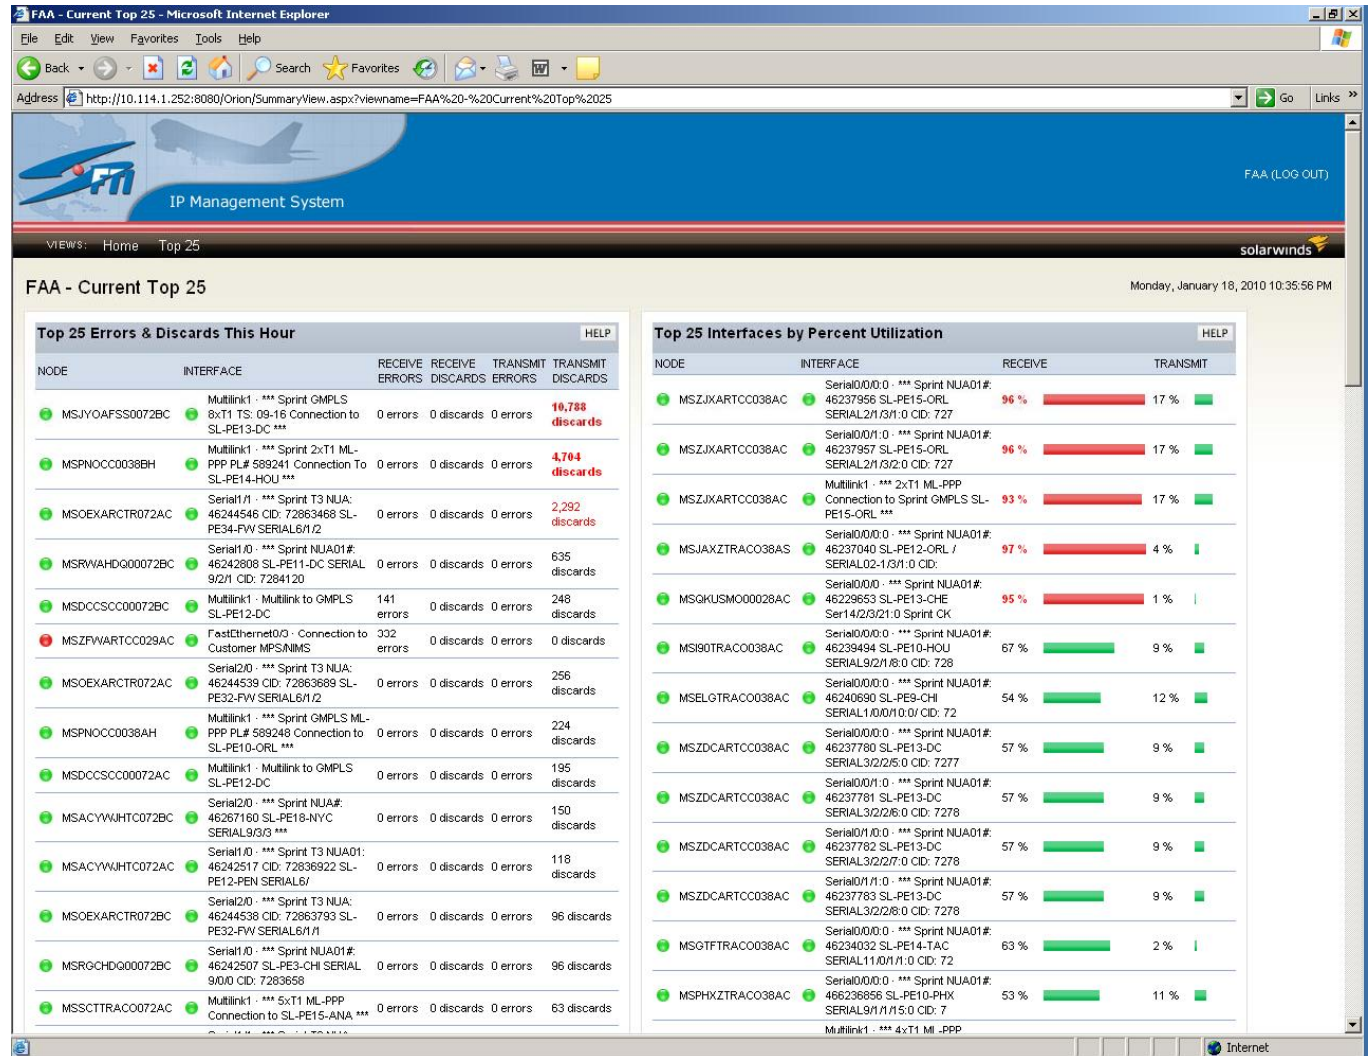 FAA - Current Top 25 - Microsoft Internet Explorer
File Edit View Favorites Tools Help
Back Search Favorites
Address http://10.114.1.252:8080/Orion/SummaryView.aspx?viewname=FAA%20-%20Current%20Top%2025 Go Links »
FTI
IP Management System
FAA (LOG OUT)
VIEWS: Home Top 25
solarwinds
FAA - Current Top 25
Monday, January 18, 2010 10:35:56 PM
Top 25 Errors & Discards This Hour HELP
NODE INTERFACE RECEIVE ERRORS RECEIVE DISCARDS TRANSMIT ERRORS TRANSMIT DISCARDS
MSJYOAFSS0072BC
Multilink1 · *** Sprint GMPLS
8xT1 TS: 09-16 Connection to
SL-PE13-DC ***
0 errors 0 discards 0 errors 10,788 discards
MSPNOCC0038BH
Multilink1 · *** Sprint 2xT1 ML-
PPP PL# 589241 Connection To
SL-PE14-HOU ***
0 errors 0 discards 0 errors 4,704 discards
MSOEXARCTR072AC
Serial1/1 · *** Sprint T3 NUA:
46244546 CID: 72863468 SL-
PE34-FW SERIAL6/1/2
0 errors 0 discards 0 errors 2,292 discards
MSRWAHDQ00072BC
Serial1/0 · *** Sprint NUA01#:
46242808 SL-PE11-DC SERIAL
9/2/1 CID: 7284120
0 errors 0 discards 0 errors 635 discards
MSDCCSCC00072BC
Multilink1 · Multilink to GMPLS
SL-PE12-DC
141 errors 0 discards 0 errors 248 discards
MSZFWARTCC029AC
FastEthernet0/3 · Connection to
Customer MPS/NIMS
332 errors 0 discards 0 errors 0 discards
MSOEXARCTR072AC
Serial2/0 · *** Sprint T3 NUA:
46244539 CID: 72863689 SL-
PE32-FW SERIAL6/1/2
0 errors 0 discards 0 errors 256 discards
MSPNOCC0038AH
Multilink1 · *** Sprint GMPLS ML-
PPP PL# 589248 Connection to
SL-PE10-ORL ***
0 errors 0 discards 0 errors 224 discards
MSDCCSCC00072AC
Multilink1 · Multilink to GMPLS
SL-PE12-DC
0 errors 0 discards 0 errors 195 discards
MSACYWJHTC072BC
Serial2/0 · *** Sprint NUA#:
46267160 SL-PE18-NYC
SERIAL9/3/3 ***
0 errors 0 discards 0 errors 150 discards
MSACYWJHTC072AC
Serial1/0 · *** Sprint T3 NUA01:
46242517 CID: 72836922 SL-
PE12-PEN SERIAL6/
0 errors 0 discards 0 errors 118 discards
MSOEXARCTR072BC
Serial2/0 · *** Sprint T3 NUA:
46244538 CID: 72863793 SL-
PE32-FW SERIAL6/1/1
0 errors 0 discards 0 errors 96 discards
MSRGCHDQ00072BC
Serial1/0 · *** Sprint NUA01#:
46242507 SL-PE3-CHI SERIAL
9/0/0 CID: 7283658
0 errors 0 discards 0 errors 96 discards
MSSCTTRACO072AC
Multilink1 · *** 5xT1 ML-PPP
Connection to SL-PE15-ANA ***
0 errors 0 discards 0 errors 63 discards
Top 25 Interfaces by Percent Utilization HELP
NODE INTERFACE RECEIVE TRANSMIT
MSZJXARTCC038AC
Serial0/0/0:0 · *** Sprint NUA01#:
46237956 SL-PE15-ORL
SERIAL2/1/3/1:0 CID: 727
96 % 17 %
MSZJXARTCC038AC
Serial0/0/1:0 · *** Sprint NUA01#:
46237957 SL-PE15-ORL
SERIAL2/1/3/2:0 CID: 727
96 % 17 %
MSZJXARTCC038AC
Multilink1 · *** 2xT1 ML-PPP
Connection to Sprint GMPLS SL-
PE15-ORL ***
93 % 17 %
MSJAXZTRACO38AS
Serial0/0/0:0 · *** Sprint NUA01#:
46237040 SL-PE12-ORL /
SERIAL02-1/3/1:0 CID:
97 % 4 %
MSQKUSMO00028AC
Serial0/0/0 · *** Sprint NUA01#:
46229653 SL-PE13-CHE
Ser14/2/3/21:0 Sprint CK
95 % 1 %
MSI90TRACO038AC
Serial0/0/0:0 · *** Sprint NUA01#:
46239494 SL-PE10-HOU
SERIAL9/2/1/8:0 CID: 728
67 % 9 %
MSELGTRACO038AC
Serial0/0/0:0 · *** Sprint NUA01#:
46240690 SL-PE9-CHI
SERIAL1/0/0/10:0/ CID: 72
54 % 12 %
MSZDCARTCC038AC
Serial0/0/0:0 · *** Sprint NUA01#:
46237780 SL-PE13-DC
SERIAL3/2/2/5:0 CID: 7277
57 % 9 %
MSZDCARTCC038AC
Serial0/0/1:0 · *** Sprint NUA01#:
46237781 SL-PE13-DC
SERIAL3/2/2/6:0 CID: 7278
57 % 9 %
MSZDCARTCC038AC
Serial0/1/0:0 · *** Sprint NUA01#:
46237782 SL-PE13-DC
SERIAL3/2/2/7:0 CID: 7278
57 % 9 %
MSZDCARTCC038AC
Serial0/1/1:0 · *** Sprint NUA01#:
46237783 SL-PE13-DC
SERIAL3/2/2/8:0 CID: 7278
57 % 9 %
MSGTFTRACO038AC
Serial0/0/0:0 · *** Sprint NUA01#:
46234032 SL-PE14-TAC
SERIAL11/0/1/1:0 CID: 72
63 % 2 %
MSPHXZTRACO38AC
Serial0/0/0:0 · *** Sprint NUA01#:
466236856 SL-PE10-PHX
SERIAL9/1/1/15:0 CID: 7
53 % 11 %
Multilink1 · *** 4xT1 ML-PPP
Internet